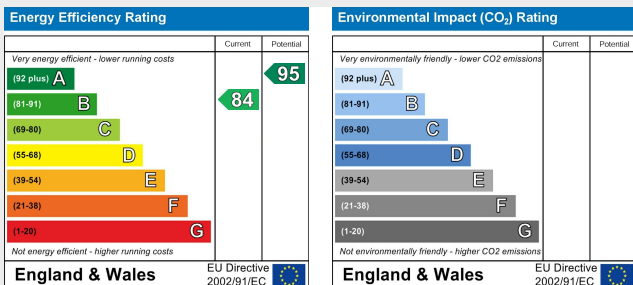 Energy Efficiency Rating
Current Potential
Very energy efficient - lower running costs
(92 plus) A
95
(81-91) B
84
(69-80) C
(55-68) D
(39-54) E
(21-38) F
(1-20) G
Not energy efficient - higher running costs
England & Wales
EU Directive
2002/91/EC
Environmental Impact (CO₂) Rating
Current Potential
Very environmentally friendly - lower CO2 emissions
(92 plus) A
(81-91) B
(69-80) C
(55-68) D
(39-54) E
(21-38) F
(1-20) G
Not environmentally friendly - higher CO2 emissions
England & Wales
EU Directive
2002/91/EC